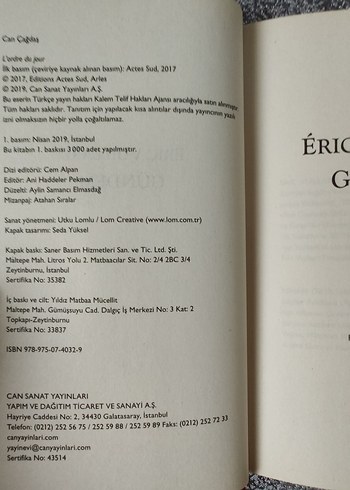 Can Çağdaş
L'ordre du jour
İlk basım (çeviriye kaynak alınan basım): Actes Sud, 2017
© 2017, Editions Actes Sud, Arles
© 2019, Can Sanat Yayınları A.Ş.
Bu eserin Türkçe yayın hakları Kalem Telif Hakları Ajansı aracılığıyla satın alınmıştır.
Tüm hakları saklıdır. Tanıtım için yapılacak kısa alıntılar dışında yayıncının yazılı
izni olmaksızın hiçbir yolla çoğaltılamaz.
1. basım: Nisan 2019, İstanbul
Bu kitabın 1. baskısı 3 000 adet yapılmıştır.
Dizi editörü: Cem Alpan
Editör: Ani Haddeler Pekman
Düzelti: Aylin Samancı Elmasdağ
Mizanpaj: Atahan Sıralar
Sanat yönetmeni: Utku Lomlu / Lom Creative (www.lom.com.tr)
Kapak tasarımı: Seda Yüksel
Kapak baskı: Saner Basım Hizmetleri San. ve Tic. Ltd. Şti.
Maltepe Mah. Litros Yolu 2. Matbaacılar Sit. No: 2/4 2BC 3/4
Zeytinburnu, İstanbul
Sertifika No: 35382
İç baskı ve cilt: Yıldız Matbaa Mücellit
Maltepe Mah. Gümüşsuyu Cad. Dalgıç İş Merkezi No: 3 Kat: 2
Topkapı-Zeytinburnu
Sertifika No: 33837
ISBN 978-975-07-4032-9
CAN SANAT YAYINLARI
YAPIM VE DAĞITIM TİCARET VE SANAYİ A.Ş.
Hayriye Caddesi No: 2, 34430 Galatasaray, İstanbul
Telefon: (0212) 252 56 75 / 252 59 88 / 252 59 89 Faks: (0212) 252 72 33
canyayinlari.com
yayinevi@canyayinlari.com
Sertifika No: 43514
ÉRIC
G